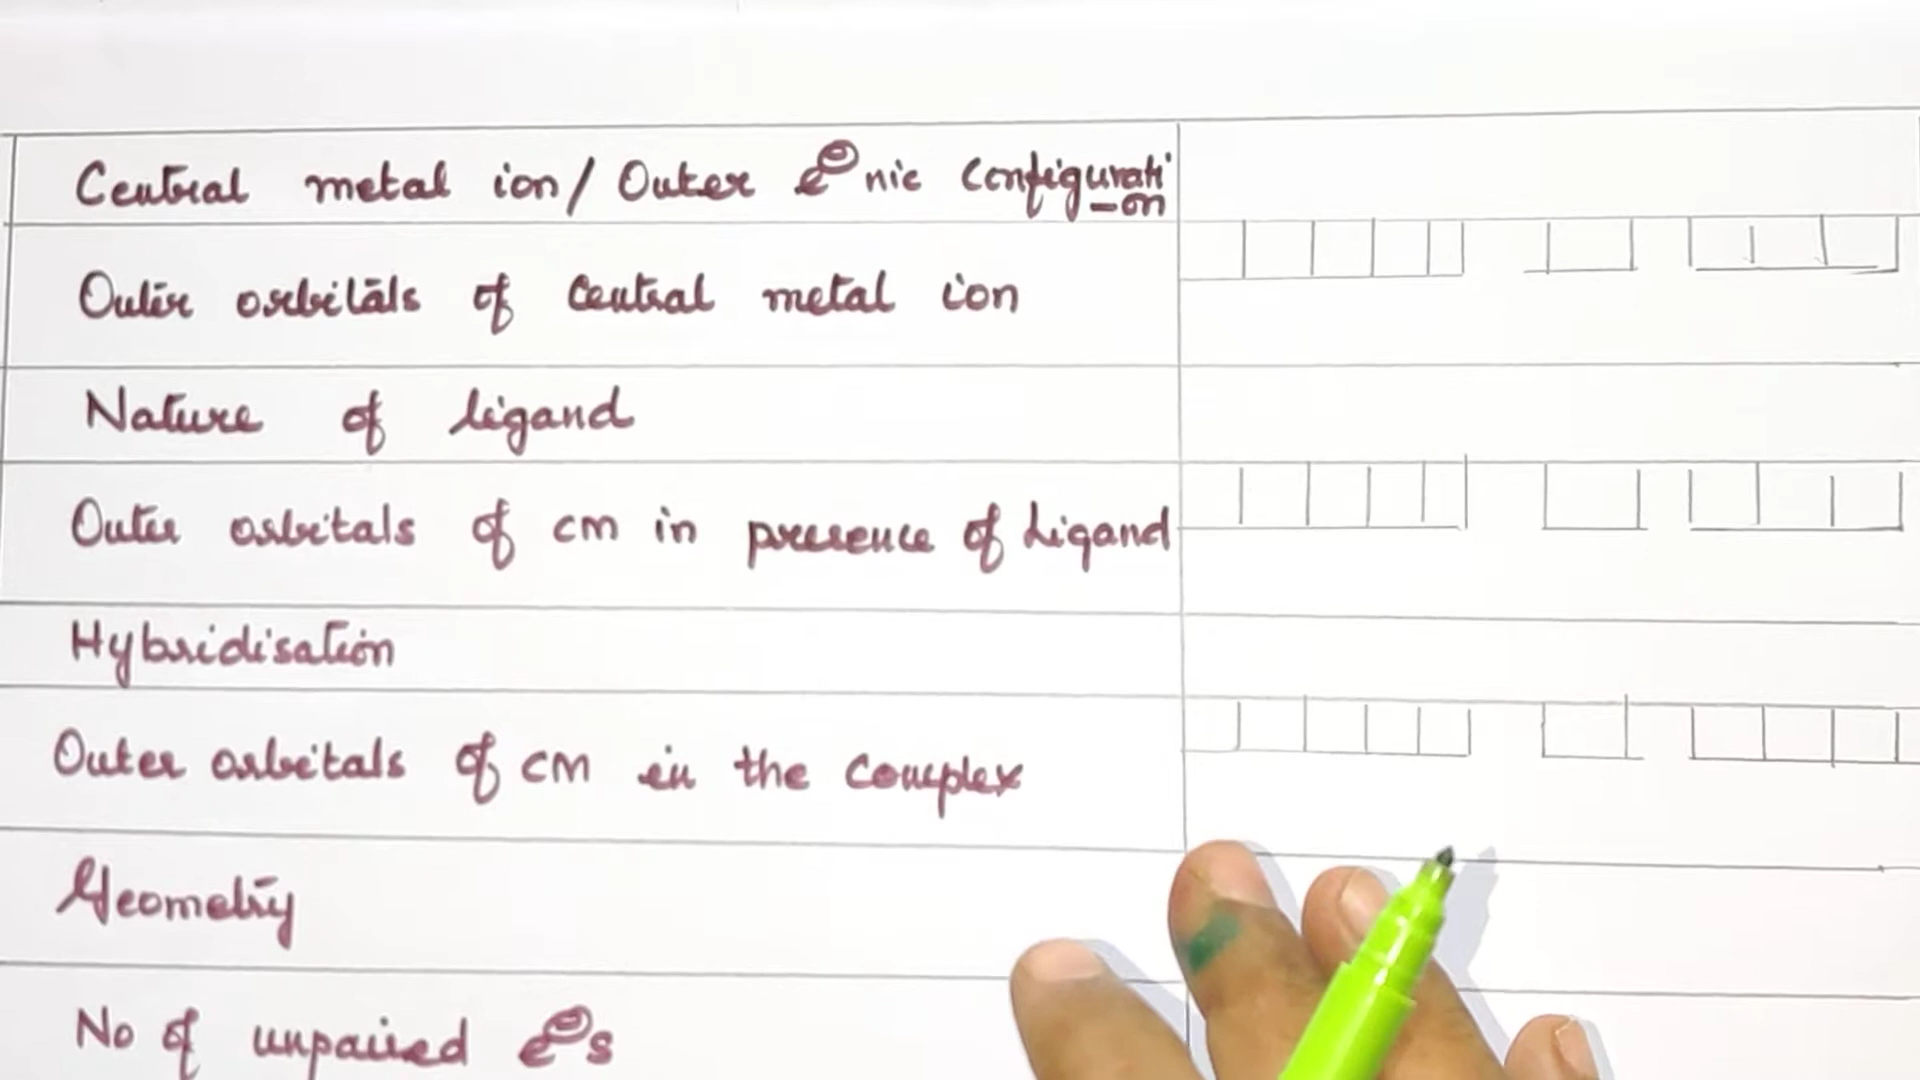 Central metal ion / Outer e⊖nic configurati
-on
Outer orbitals of Central metal ion
Nature of ligand
Outer orbitals of CM in presence of Ligand
Hybridisation
Outer orbitals of CM in the complex
Geometry
No of unpaired e⊖s